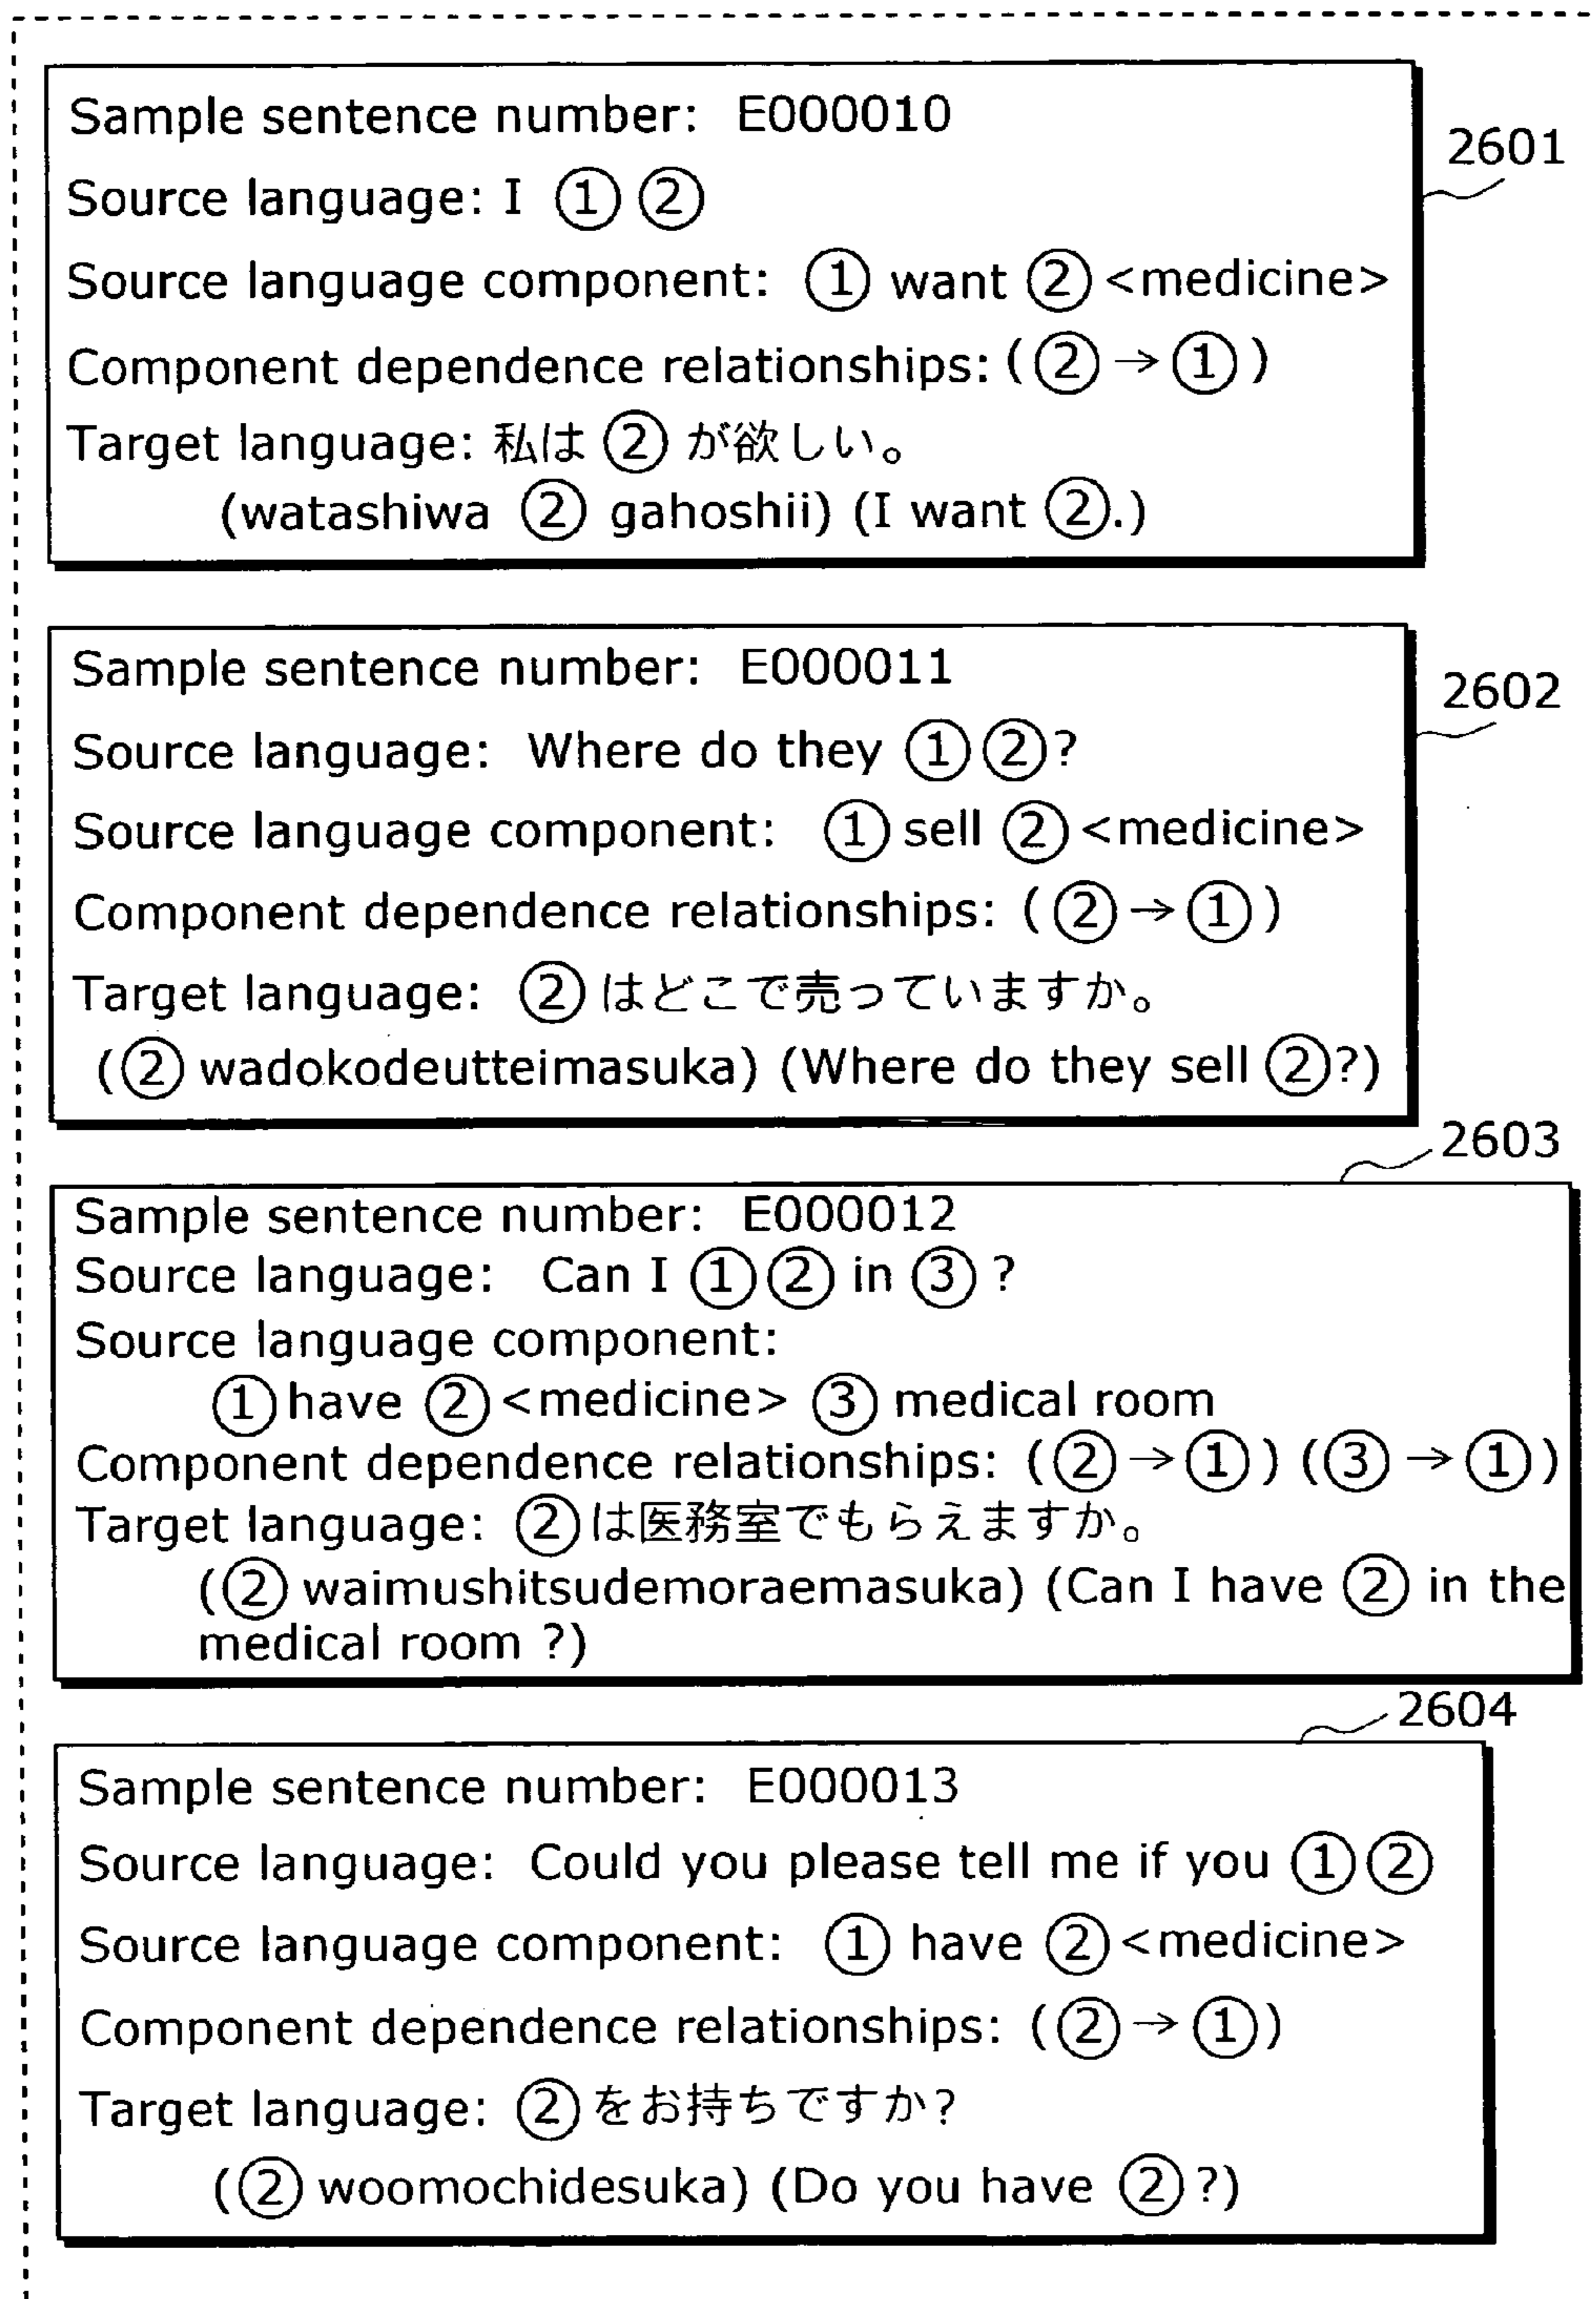 Sample sentence number: E000010
2601
Source language: I ① ②
Source language component: ① want ② <medicine>
Component dependence relationships: (② → ①)
Target language: 私は ② が欲しい。
(watashiwa ② gahoshii) (I want ②.)
Sample sentence number: E000011
2602
Source language: Where do they ① ②?
Source language component: ① sell ② <medicine>
Component dependence relationships: (② → ①)
Target language: ② はどこで売っていますか。
(② wadokodeutteimasuka) (Where do they sell ②?)
2603
Sample sentence number: E000012
Source language: Can I ① ② in ③ ?
Source language component:
① have ② <medicine> ③ medical room
Component dependence relationships: (② → ①) (③ → ①)
Target language: ② は医務室でもらえますか。
(② waimushitsudemoraemasuka) (Can I have ② in the
medical room ?)
2604
Sample sentence number: E000013
Source language: Could you please tell me if you ① ②
Source language component: ① have ② <medicine>
Component dependence relationships: (② → ①)
Target language: ② をお持ちですか?
(② woomochidesuka) (Do you have ② ?)